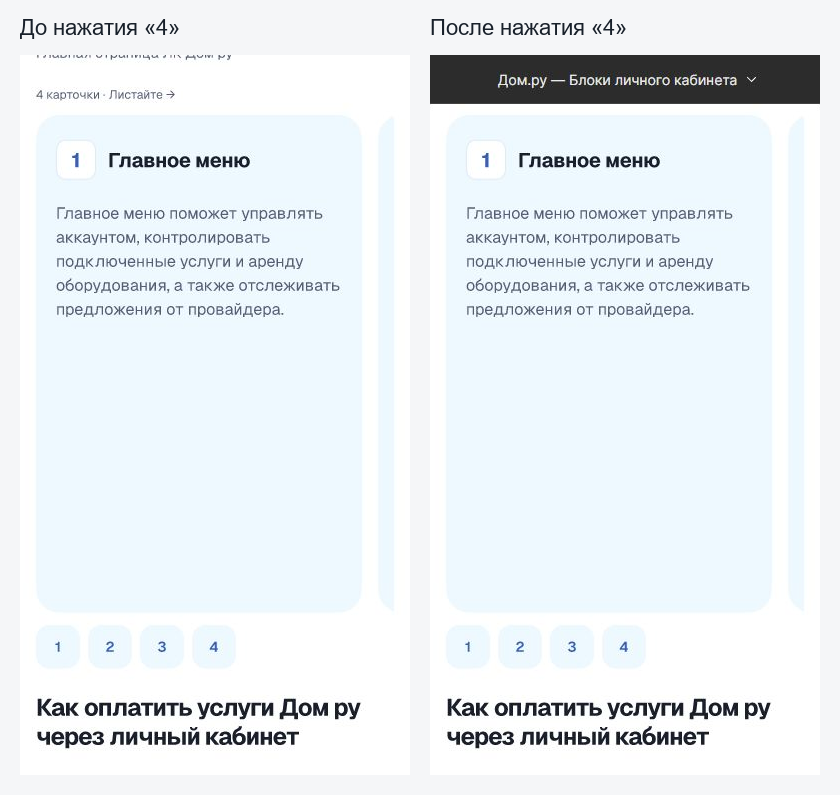 До нажатия «4»
4 карточки · Листайте →
1 Главное меню
Главное меню поможет управлять
аккаунтом, контролировать
подключенные услуги и аренду
оборудования, а также отслеживать
предложения от провайдера.
1 2 3 4
Как оплатить услуги Дом ру
через личный кабинет
После нажатия «4»
Дом.ру — Блоки личного кабинета
1 Главное меню
Главное меню поможет управлять
аккаунтом, контролировать
подключенные услуги и аренду
оборудования, а также отслеживать
предложения от провайдера.
1 2 3 4
Как оплатить услуги Дом ру
через личный кабинет